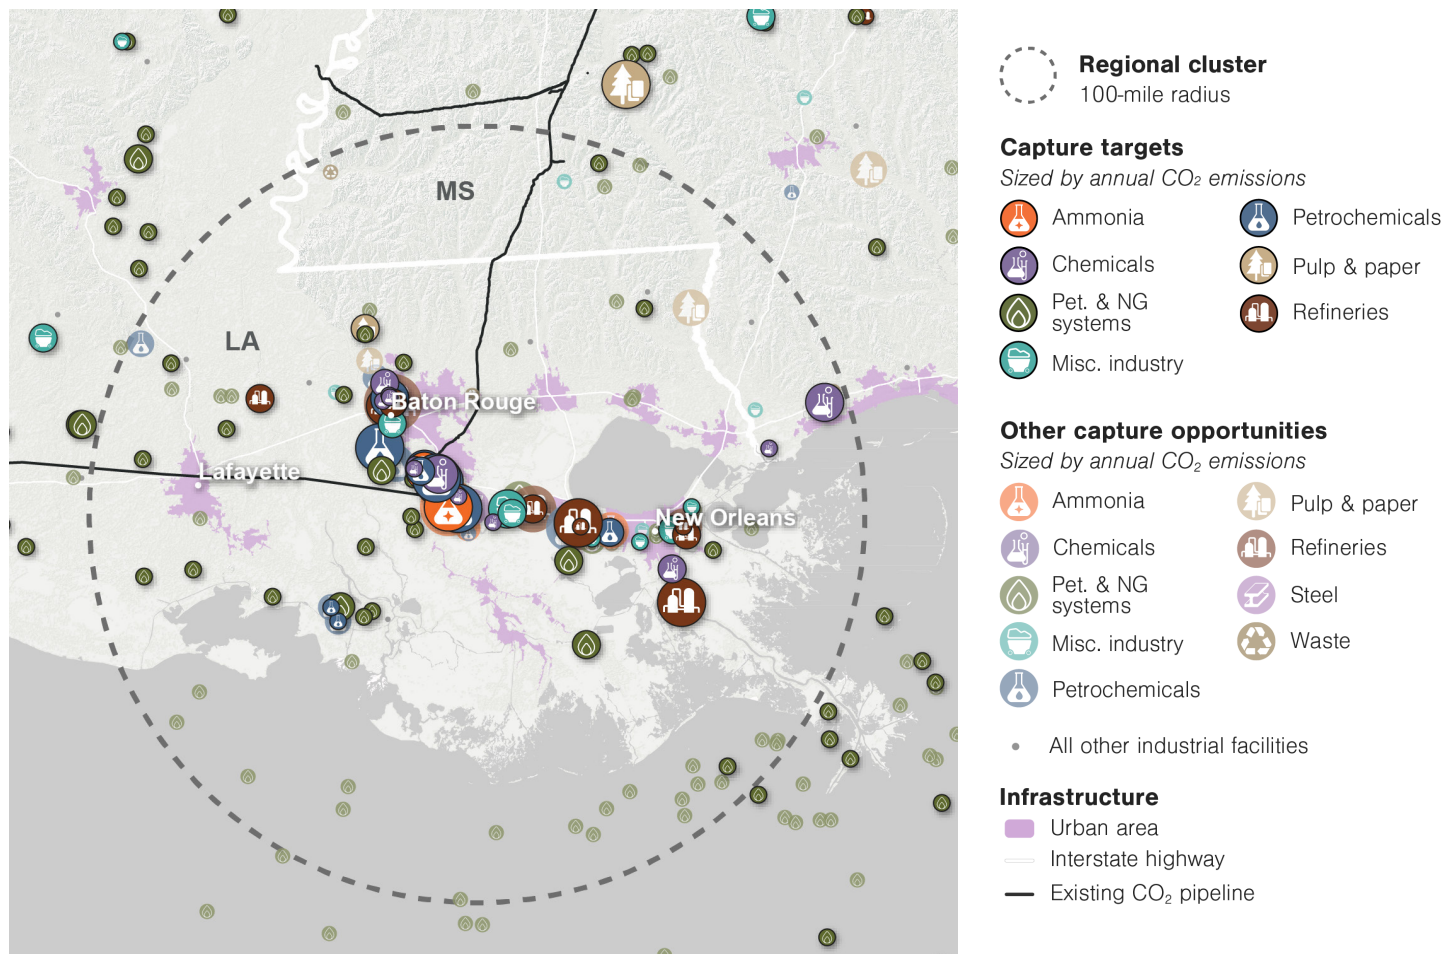 MS
LA
Baton Rouge
Lafayette
New Orleans
Regional cluster
100-mile radius
Capture targets
Sized by annual CO₂ emissions
Ammonia
Petrochemicals
Chemicals
Pulp & paper
Pet. & NG
systems
Refineries
Misc. industry
Other capture opportunities
Sized by annual CO₂ emissions
Ammonia
Pulp & paper
Chemicals
Refineries
Pet. & NG
systems
Steel
Misc. industry
Waste
Petrochemicals
All other industrial facilities
Infrastructure
Urban area
Interstate highway
Existing CO₂ pipeline